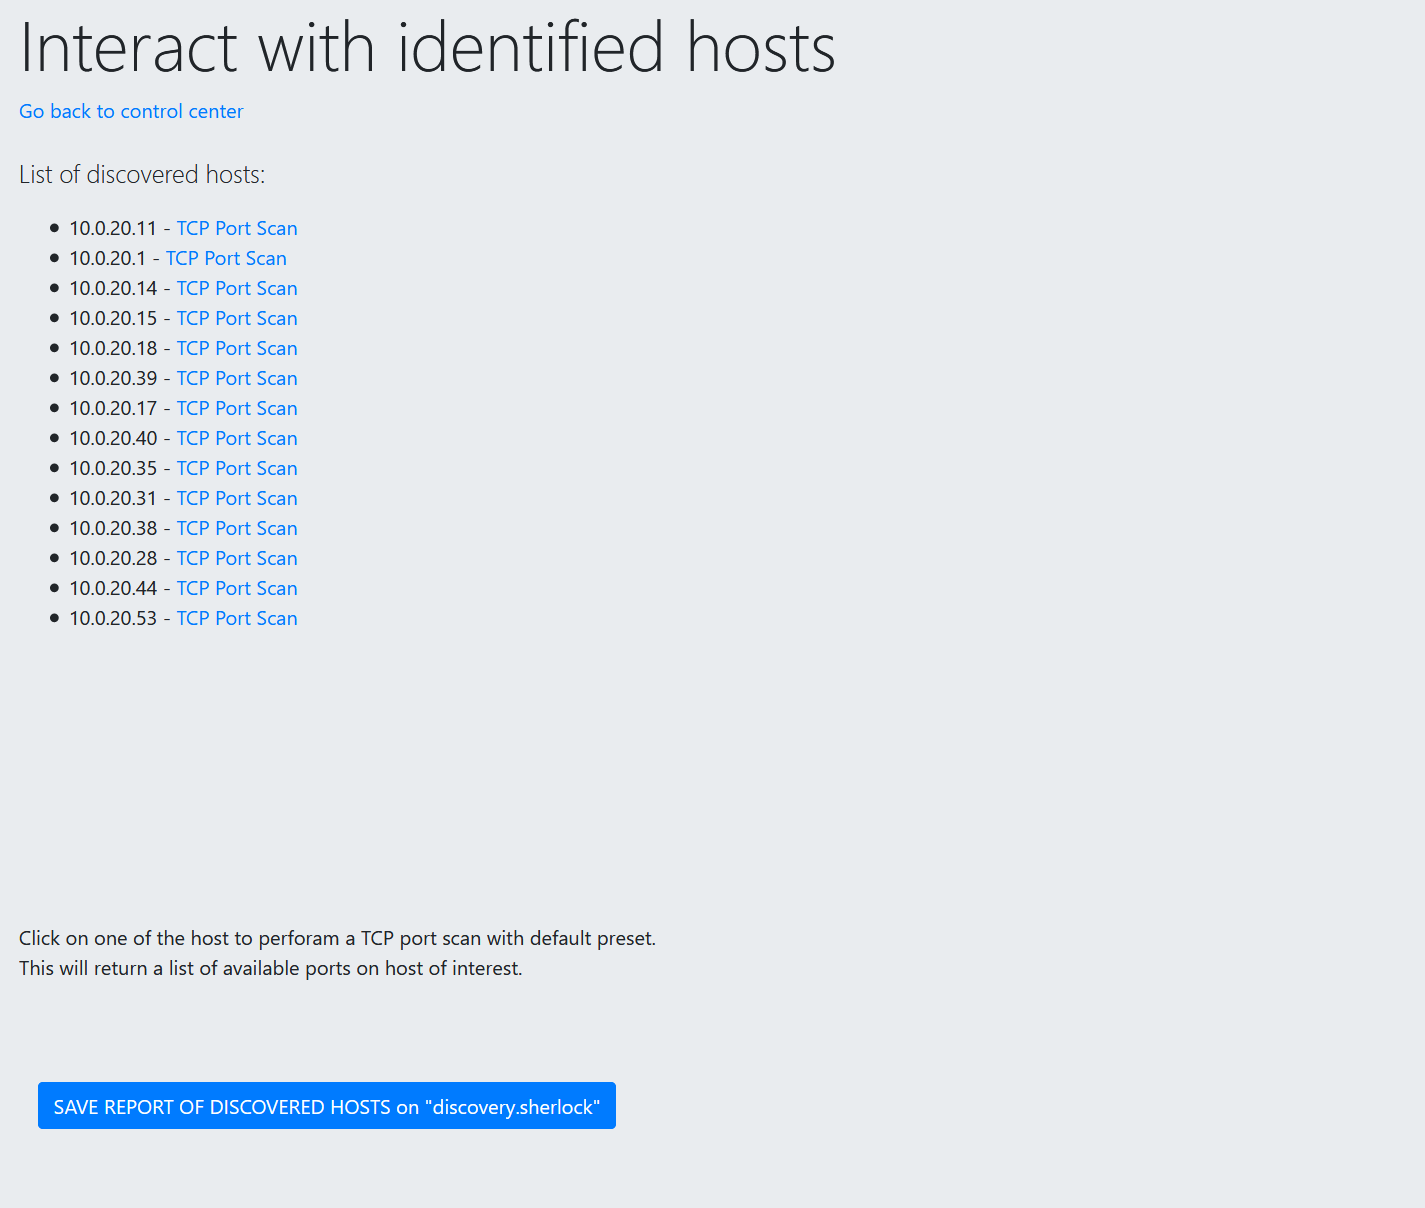 Interact with identified hosts
Go back to control center
List of discovered hosts:
10.0.20.11 - TCP Port Scan
10.0.20.1 - TCP Port Scan
10.0.20.14 - TCP Port Scan
10.0.20.15 - TCP Port Scan
10.0.20.18 - TCP Port Scan
10.0.20.39 - TCP Port Scan
10.0.20.17 - TCP Port Scan
10.0.20.40 - TCP Port Scan
10.0.20.35 - TCP Port Scan
10.0.20.31 - TCP Port Scan
10.0.20.38 - TCP Port Scan
10.0.20.28 - TCP Port Scan
10.0.20.44 - TCP Port Scan
10.0.20.53 - TCP Port Scan
Click on one of the host to perforam a TCP port scan with default preset.
This will return a list of available ports on host of interest.
SAVE REPORT OF DISCOVERED HOSTS on "discovery.sherlock"